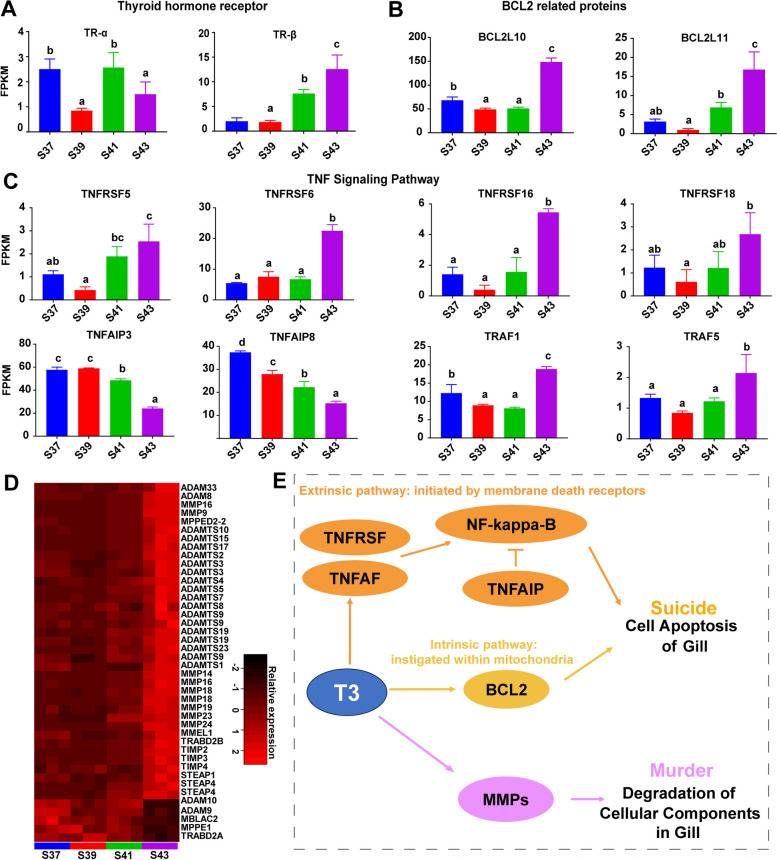 A
Thyroid hormone receptor
TR-α
FPKM
4
3
2
1
0
b
a
b
a
S37
S39
S41
S43
TR-β
20
15
10
5
0
a
b
c
S37
S39
S41
S43
B
BCL2 related proteins
BCL2L10
200
150
100
50
0
b
a
a
c
S37
S39
S41
S43
BCL2L11
25
20
15
10
5
0
ab
a
b
c
S37
S39
S41
S43
C
TNF Signaling Pathway
TNFRSF5
FPKM
5
4
3
2
1
0
ab
a
bc
c
S37
S39
S41
S43
TNFRSF6
30
20
10
0
a
a
a
b
S37
S39
S41
S43
TNFRSF16
6
4
2
0
a
a
a
b
S37
S39
S41
S43
TNFRSF18
4
3
2
1
0
ab
a
ab
b
S37
S39
S41
S43
TNFAIP3
FPKM
80
60
40
20
0
c
c
b
a
S37
S39
S41
S43
TNFAIP8
40
30
20
10
d
c
b
a
S37
S39
S41
S43
TRAF1
25
20
15
10
5
0
b
a
a
c
S37
S39
S41
S43
TRAF5
3
2
1
0
a
a
a
b
S37
S39
S41
S43
D
ADAM33
ADAM8
MMP16
MMP9
MPPED2-2
ADAMTS10
ADAMTS15
ADAMTS17
ADAMTS2
ADAMTS3
ADAMTS3
ADAMTS4
ADAMTS5
ADAMTS7
ADAMTS8
ADAMTS9
ADAMTS9
ADAMTS19
ADAMTS19
ADAMTS23
ADAMTS9
ADAMTS1
MMP14
MMP16
MMP18
MMP18
MMP19
MMP23
MMP24
MMEL1
TRABD2B
TIMP2
TIMP3
TIMP4
STEAP1
STEAP4
STEAP4
ADAM10
ADAM9
MBLAC2
MPPE1
TRABD2A
S37
S39
S41
S43
-2
-1
0
1
2
Relative expression
E
Extrinsic pathway: initiated by membrane death receptors
TNFRSF
TNFAF
NF-kappa-B
TNFAIP
Suicide
Cell Apoptosis
of Gill
Intrinsic pathway:
instigated within mitochondria
T3
BCL2
MMPs
Murder
Degradation of
Cellular Components
in Gill